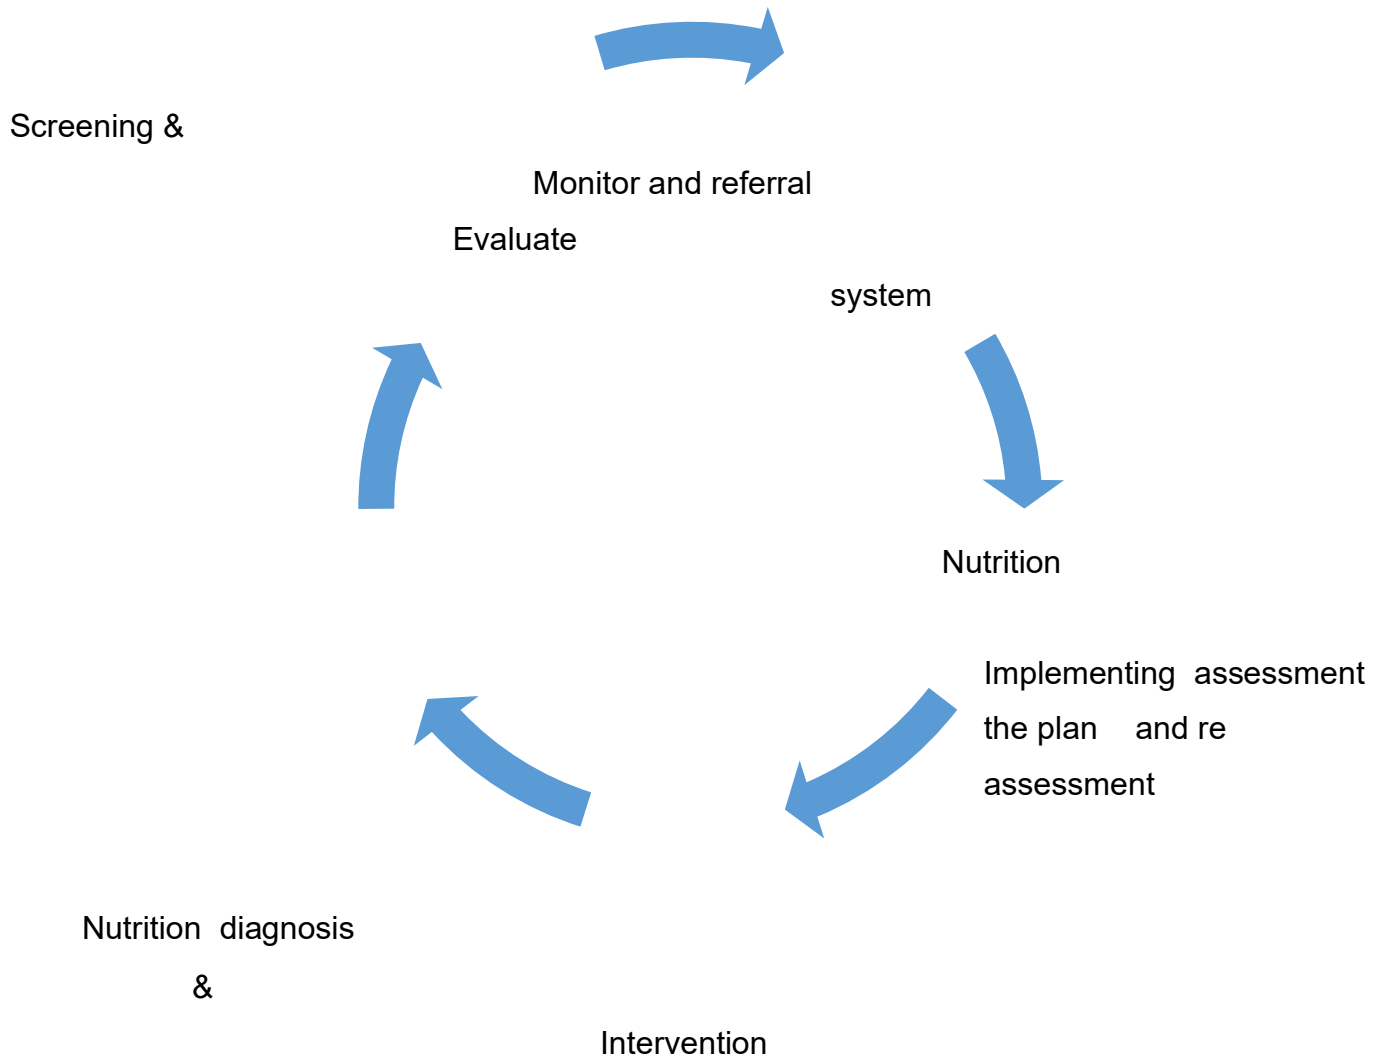 Screening &
Monitor and referral
Evaluate
system
Nutrition
Implementing assessment
the plan and re
assessment
Nutrition diagnosis
&
Intervention